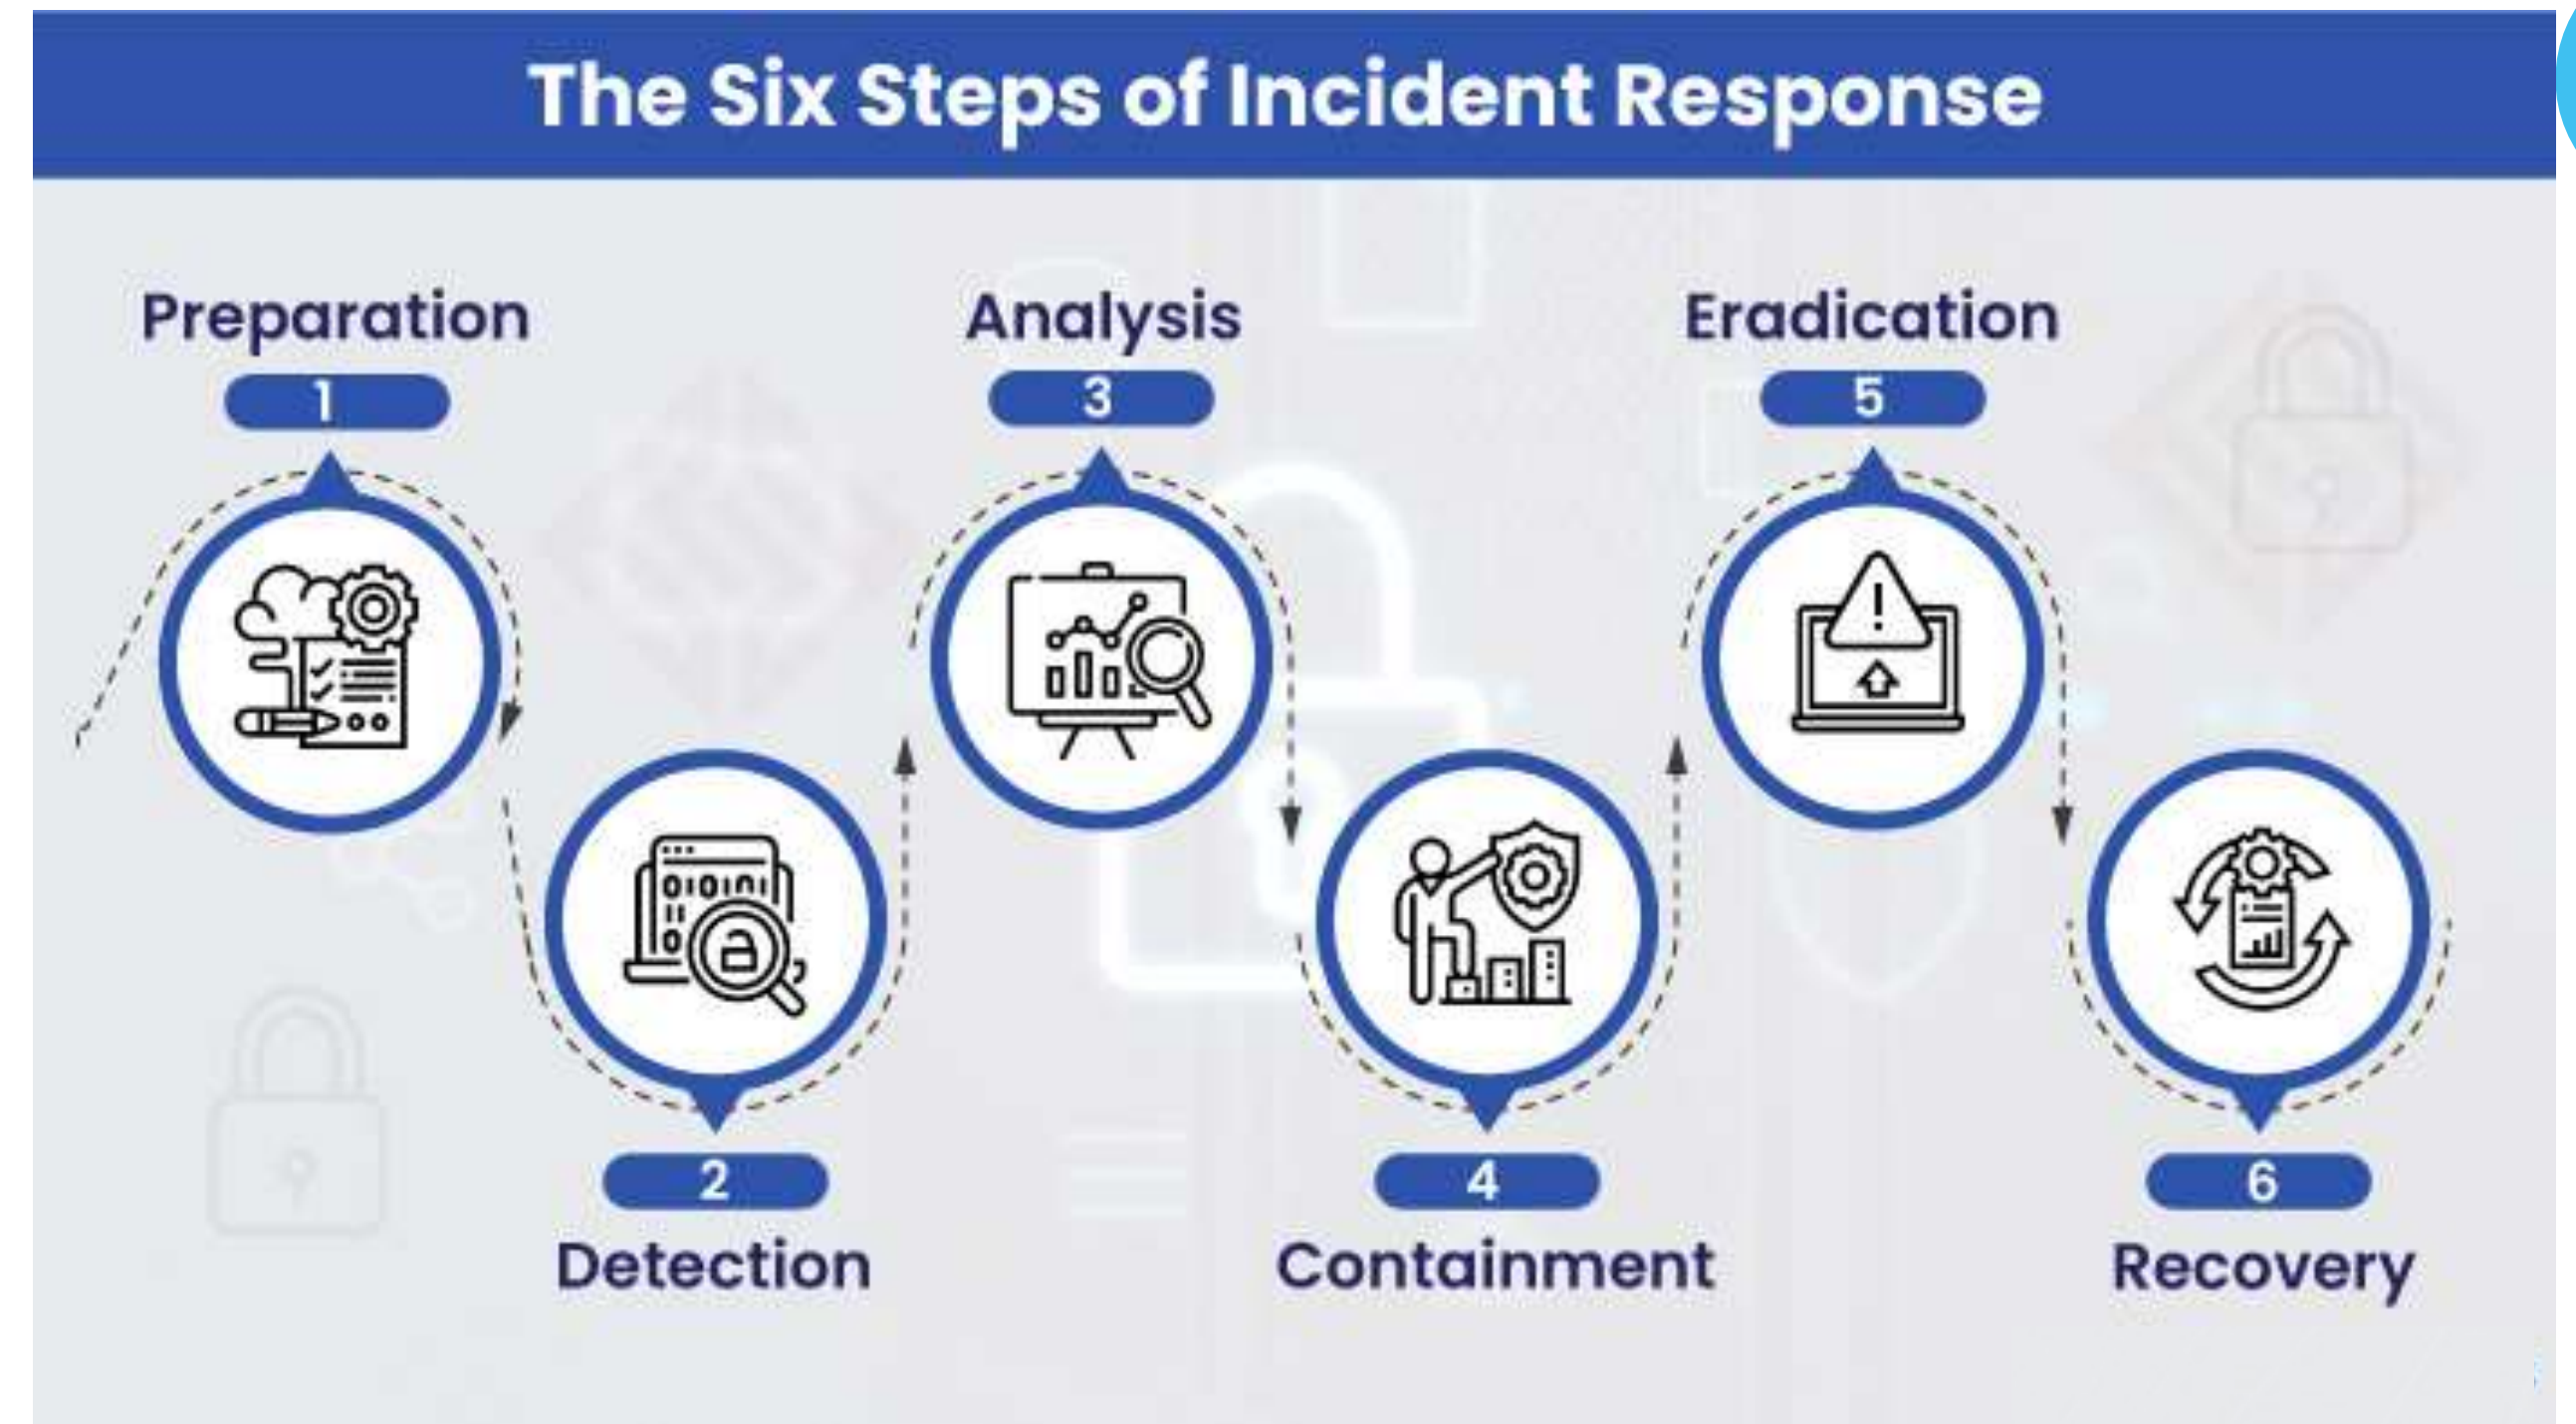 The Six Steps of Incident Response
Preparation
1
2
Detection
Analysis
3
4
Containment
Eradication
5
6
Recovery